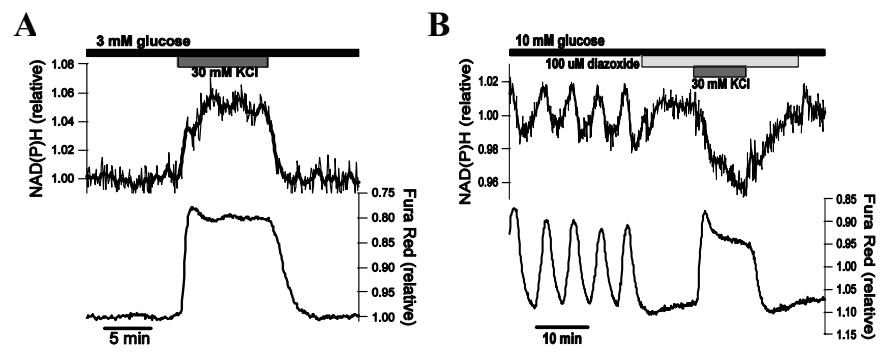 A
3 mM glucose
30 mM KCl
NAD(P)H (relative)
1.08
1.06
1.04
1.02
1.00
0.75
0.80
0.85
0.90
0.95
1.00
Fura Red (relative)
5 min
B
10 mM glucose
100 uM diazoxide
30 mM KCl
NAD(P)H (relative)
1.02
1.00
0.98
0.96
0.85
0.90
0.95
1.00
1.05
1.10
1.15
Fura Red (relative)
10 min